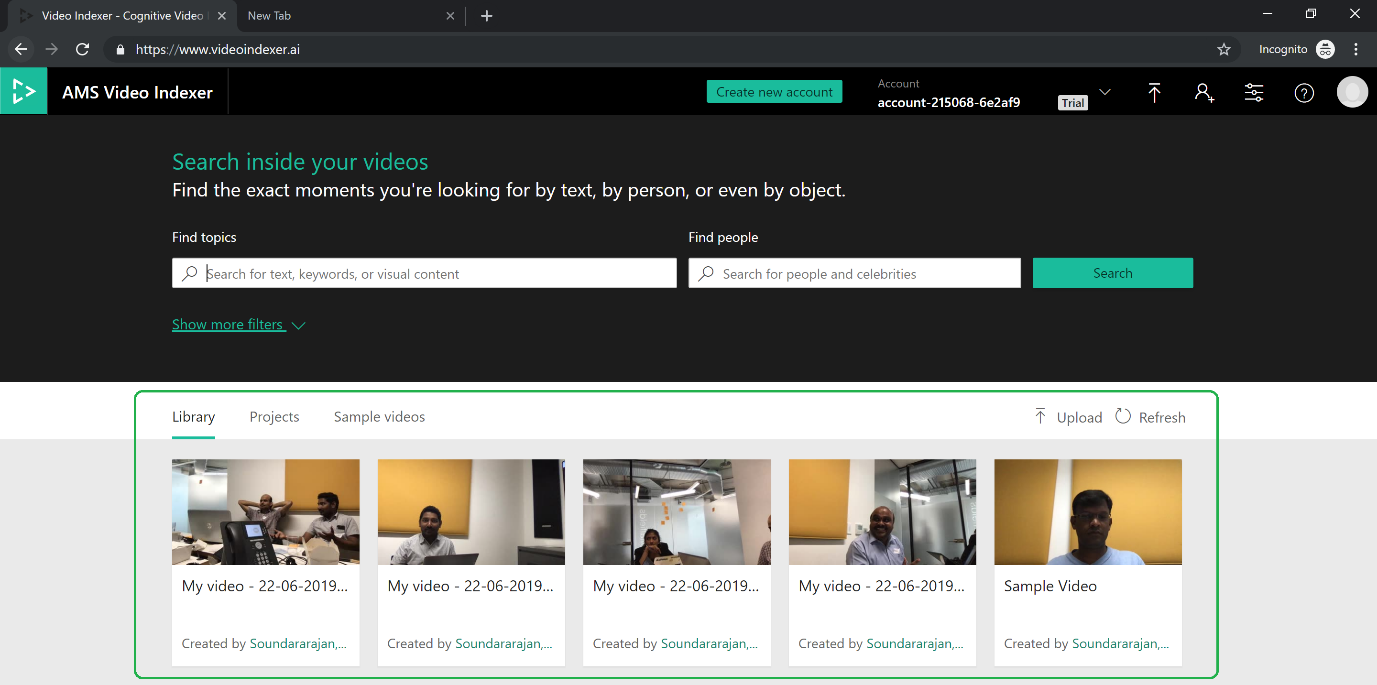 Video Indexer - Cognitive Video
New Tab
https://www.videoindexer.ai
Incognito
AMS Video Indexer
Create new account
Account
account-215068-6e2af9
Trial
Search inside your videos
Find the exact moments you're looking for by text, by person, or even by object.
Find topics
Find people
Search for text, keywords, or visual content
Search for people and celebrities
Search
Show more filters
Library
Projects
Sample videos
Upload
Refresh
My video - 22-06-2019...
My video - 22-06-2019...
My video - 22-06-2019...
My video - 22-06-2019...
Sample Video
Created by Soundararajan,...
Created by Soundararajan,...
Created by Soundararajan,...
Created by Soundararajan,...
Created by Soundararajan,...